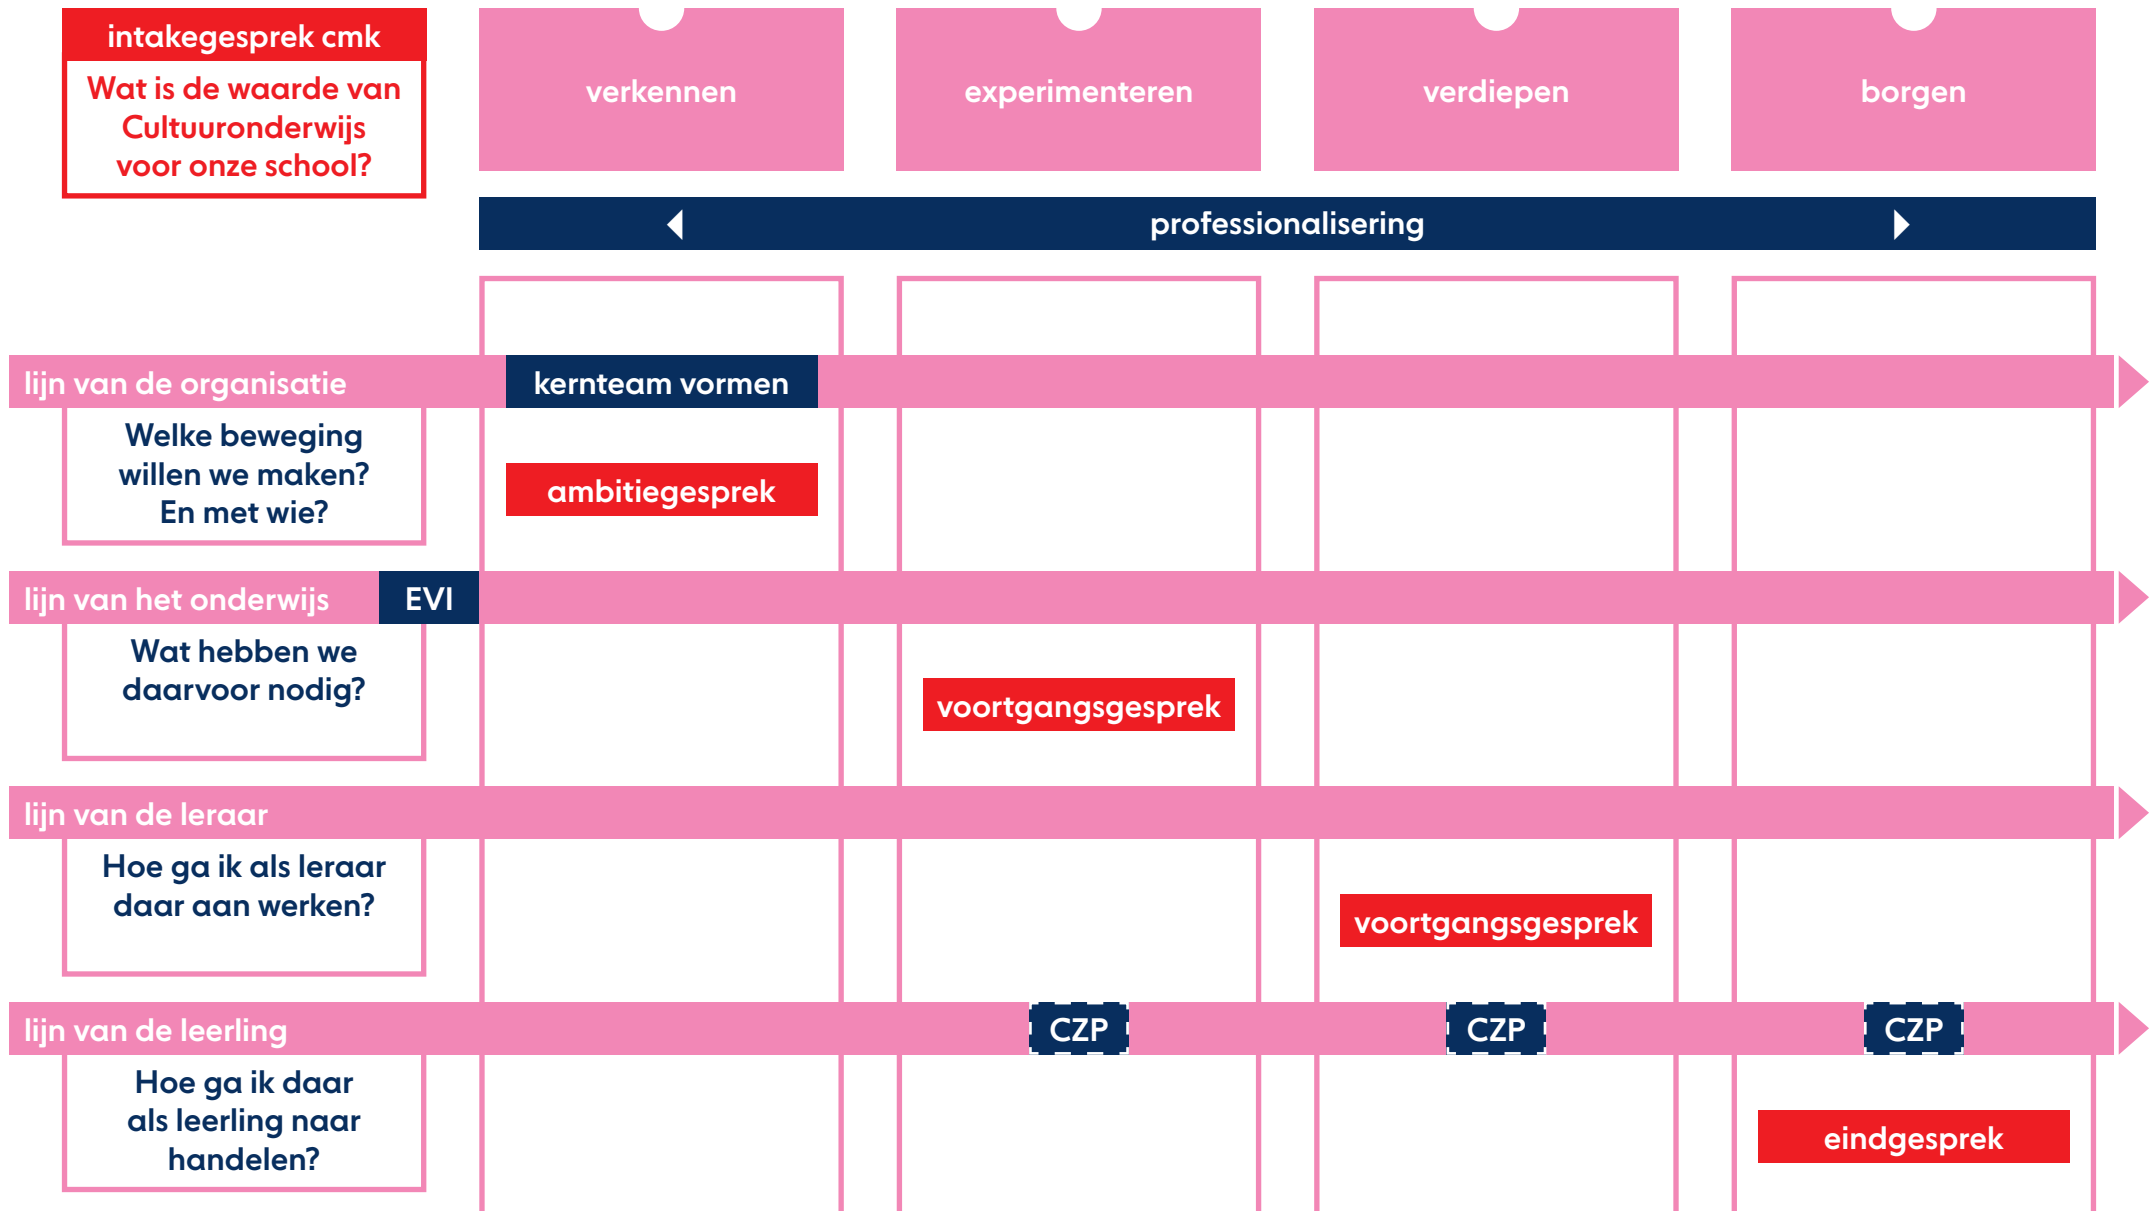 intakegesprek cmk
Wat is de waarde van
Cultuuronderwijs
voor onze school?
verkennen
experimenteren
verdiepen
borgen
professionalisering
lijn van de organisatie
kernteam vormen
Welke beweging
willen we maken?
En met wie?
ambitiegesprek
lijn van het onderwijs
EVI
Wat hebben we
daarvoor nodig?
voortgangsgesprek
lijn van de leraar
Hoe ga ik als leraar
daar aan werken?
voortgangsgesprek
lijn van de leerling
CZP
CZP
CZP
Hoe ga ik daar
als leerling naar
handelen?
eindgesprek